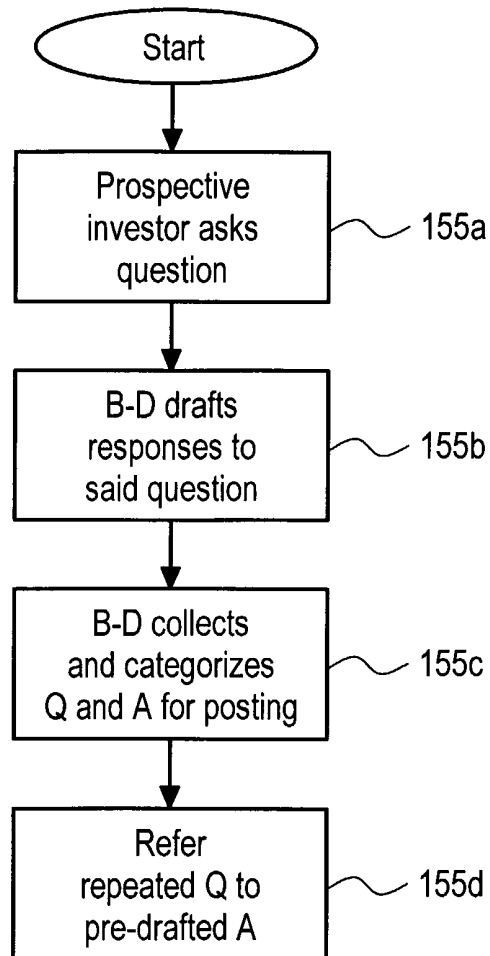 Start
Prospective
investor asks
question
155a
B-D drafts
responses to
said question
155b
B-D collects
and categorizes
Q and A for posting
155c
Refer
repeated Q to
pre-drafted A
155d